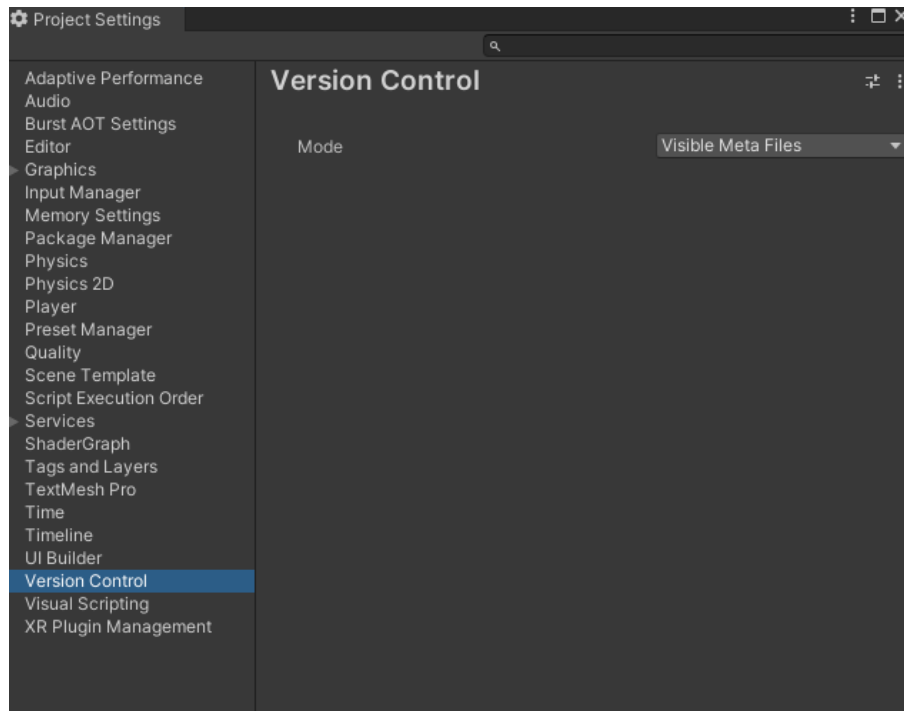 Project Settings
Adaptive Performance
Audio
Burst AOT Settings
Editor
Graphics
Input Manager
Memory Settings
Package Manager
Physics
Physics 2D
Player
Preset Manager
Quality
Scene Template
Script Execution Order
Services
ShaderGraph
Tags and Layers
TextMesh Pro
Time
Timeline
UI Builder
Version Control
Visual Scripting
XR Plugin Management
Version Control
Mode
Visible Meta Files